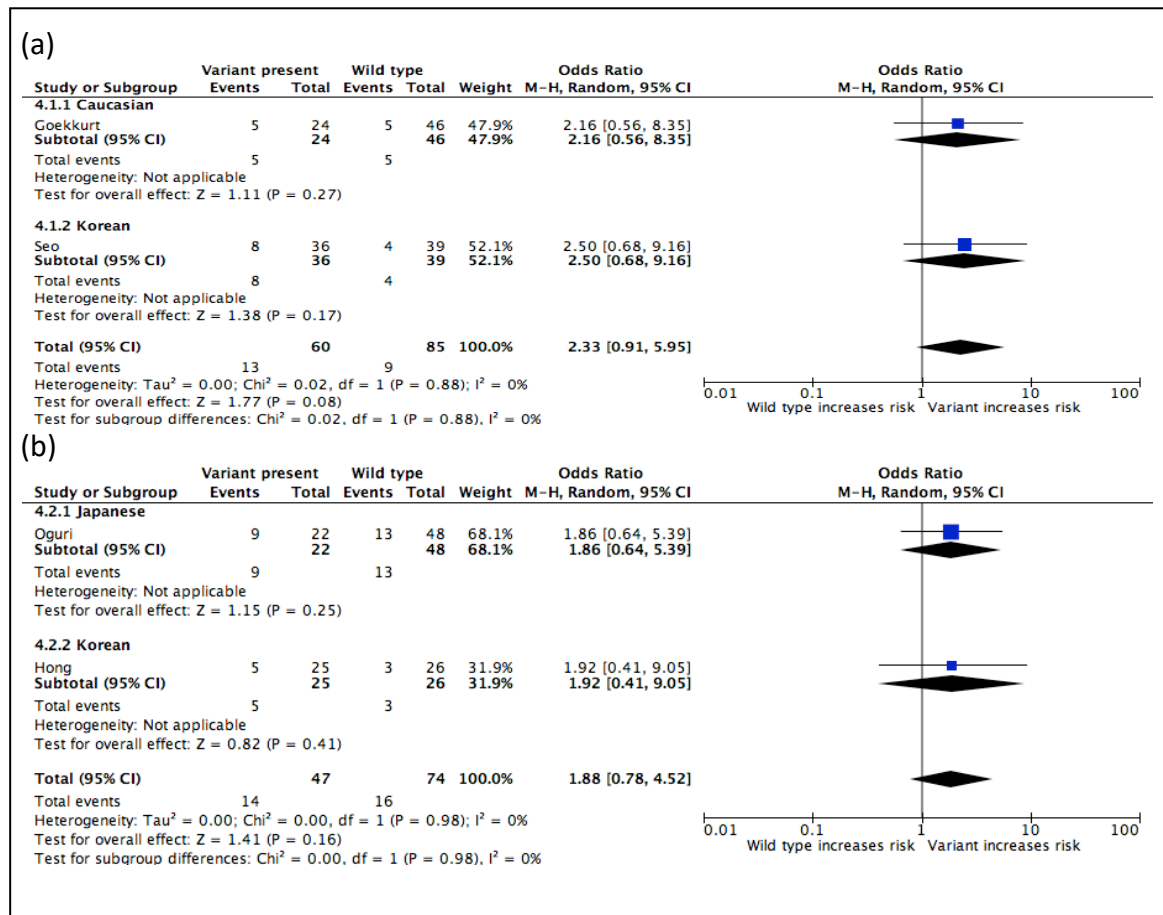 (a)
Variant present Wild type Odds Ratio Odds Ratio
Study or Subgroup Events Total Events Total Weight M-H, Random, 95% CI M-H, Random, 95% CI
4.1.1 Caucasian
Goekkurt 5 24 5 46 47.9% 2.16 [0.56, 8.35]
Subtotal (95% CI) 24 46 47.9% 2.16 [0.56, 8.35]
Total events 5 5
Heterogeneity: Not applicable
Test for overall effect: Z = 1.11 (P = 0.27)
4.1.2 Korean
Seo 8 36 4 39 52.1% 2.50 [0.68, 9.16]
Subtotal (95% CI) 36 39 52.1% 2.50 [0.68, 9.16]
Total events 8 4
Heterogeneity: Not applicable
Test for overall effect: Z = 1.38 (P = 0.17)
Total (95% CI) 60 85 100.0% 2.33 [0.91, 5.95]
Total events 13 9
Heterogeneity: Tau² = 0.00; Chi² = 0.02, df = 1 (P = 0.88); I² = 0%
Test for overall effect: Z = 1.77 (P = 0.08)
Test for subgroup differences: Chi² = 0.02, df = 1 (P = 0.88), I² = 0%
0.01 0.1 1 10 100
Wild type increases risk Variant increases risk
(b)
Variant present Wild type Odds Ratio Odds Ratio
Study or Subgroup Events Total Events Total Weight M-H, Random, 95% CI M-H, Random, 95% CI
4.2.1 Japanese
Oguri 9 22 13 48 68.1% 1.86 [0.64, 5.39]
Subtotal (95% CI) 22 48 68.1% 1.86 [0.64, 5.39]
Total events 9 13
Heterogeneity: Not applicable
Test for overall effect: Z = 1.15 (P = 0.25)
4.2.2 Korean
Hong 5 25 3 26 31.9% 1.92 [0.41, 9.05]
Subtotal (95% CI) 25 26 31.9% 1.92 [0.41, 9.05]
Total events 5 3
Heterogeneity: Not applicable
Test for overall effect: Z = 0.82 (P = 0.41)
Total (95% CI) 47 74 100.0% 1.88 [0.78, 4.52]
Total events 14 16
Heterogeneity: Tau² = 0.00; Chi² = 0.00, df = 1 (P = 0.98); I² = 0%
Test for overall effect: Z = 1.41 (P = 0.16)
Test for subgroup differences: Chi² = 0.00, df = 1 (P = 0.98), I² = 0%
0.01 0.1 1 10 100
Wild type increases risk Variant increases risk